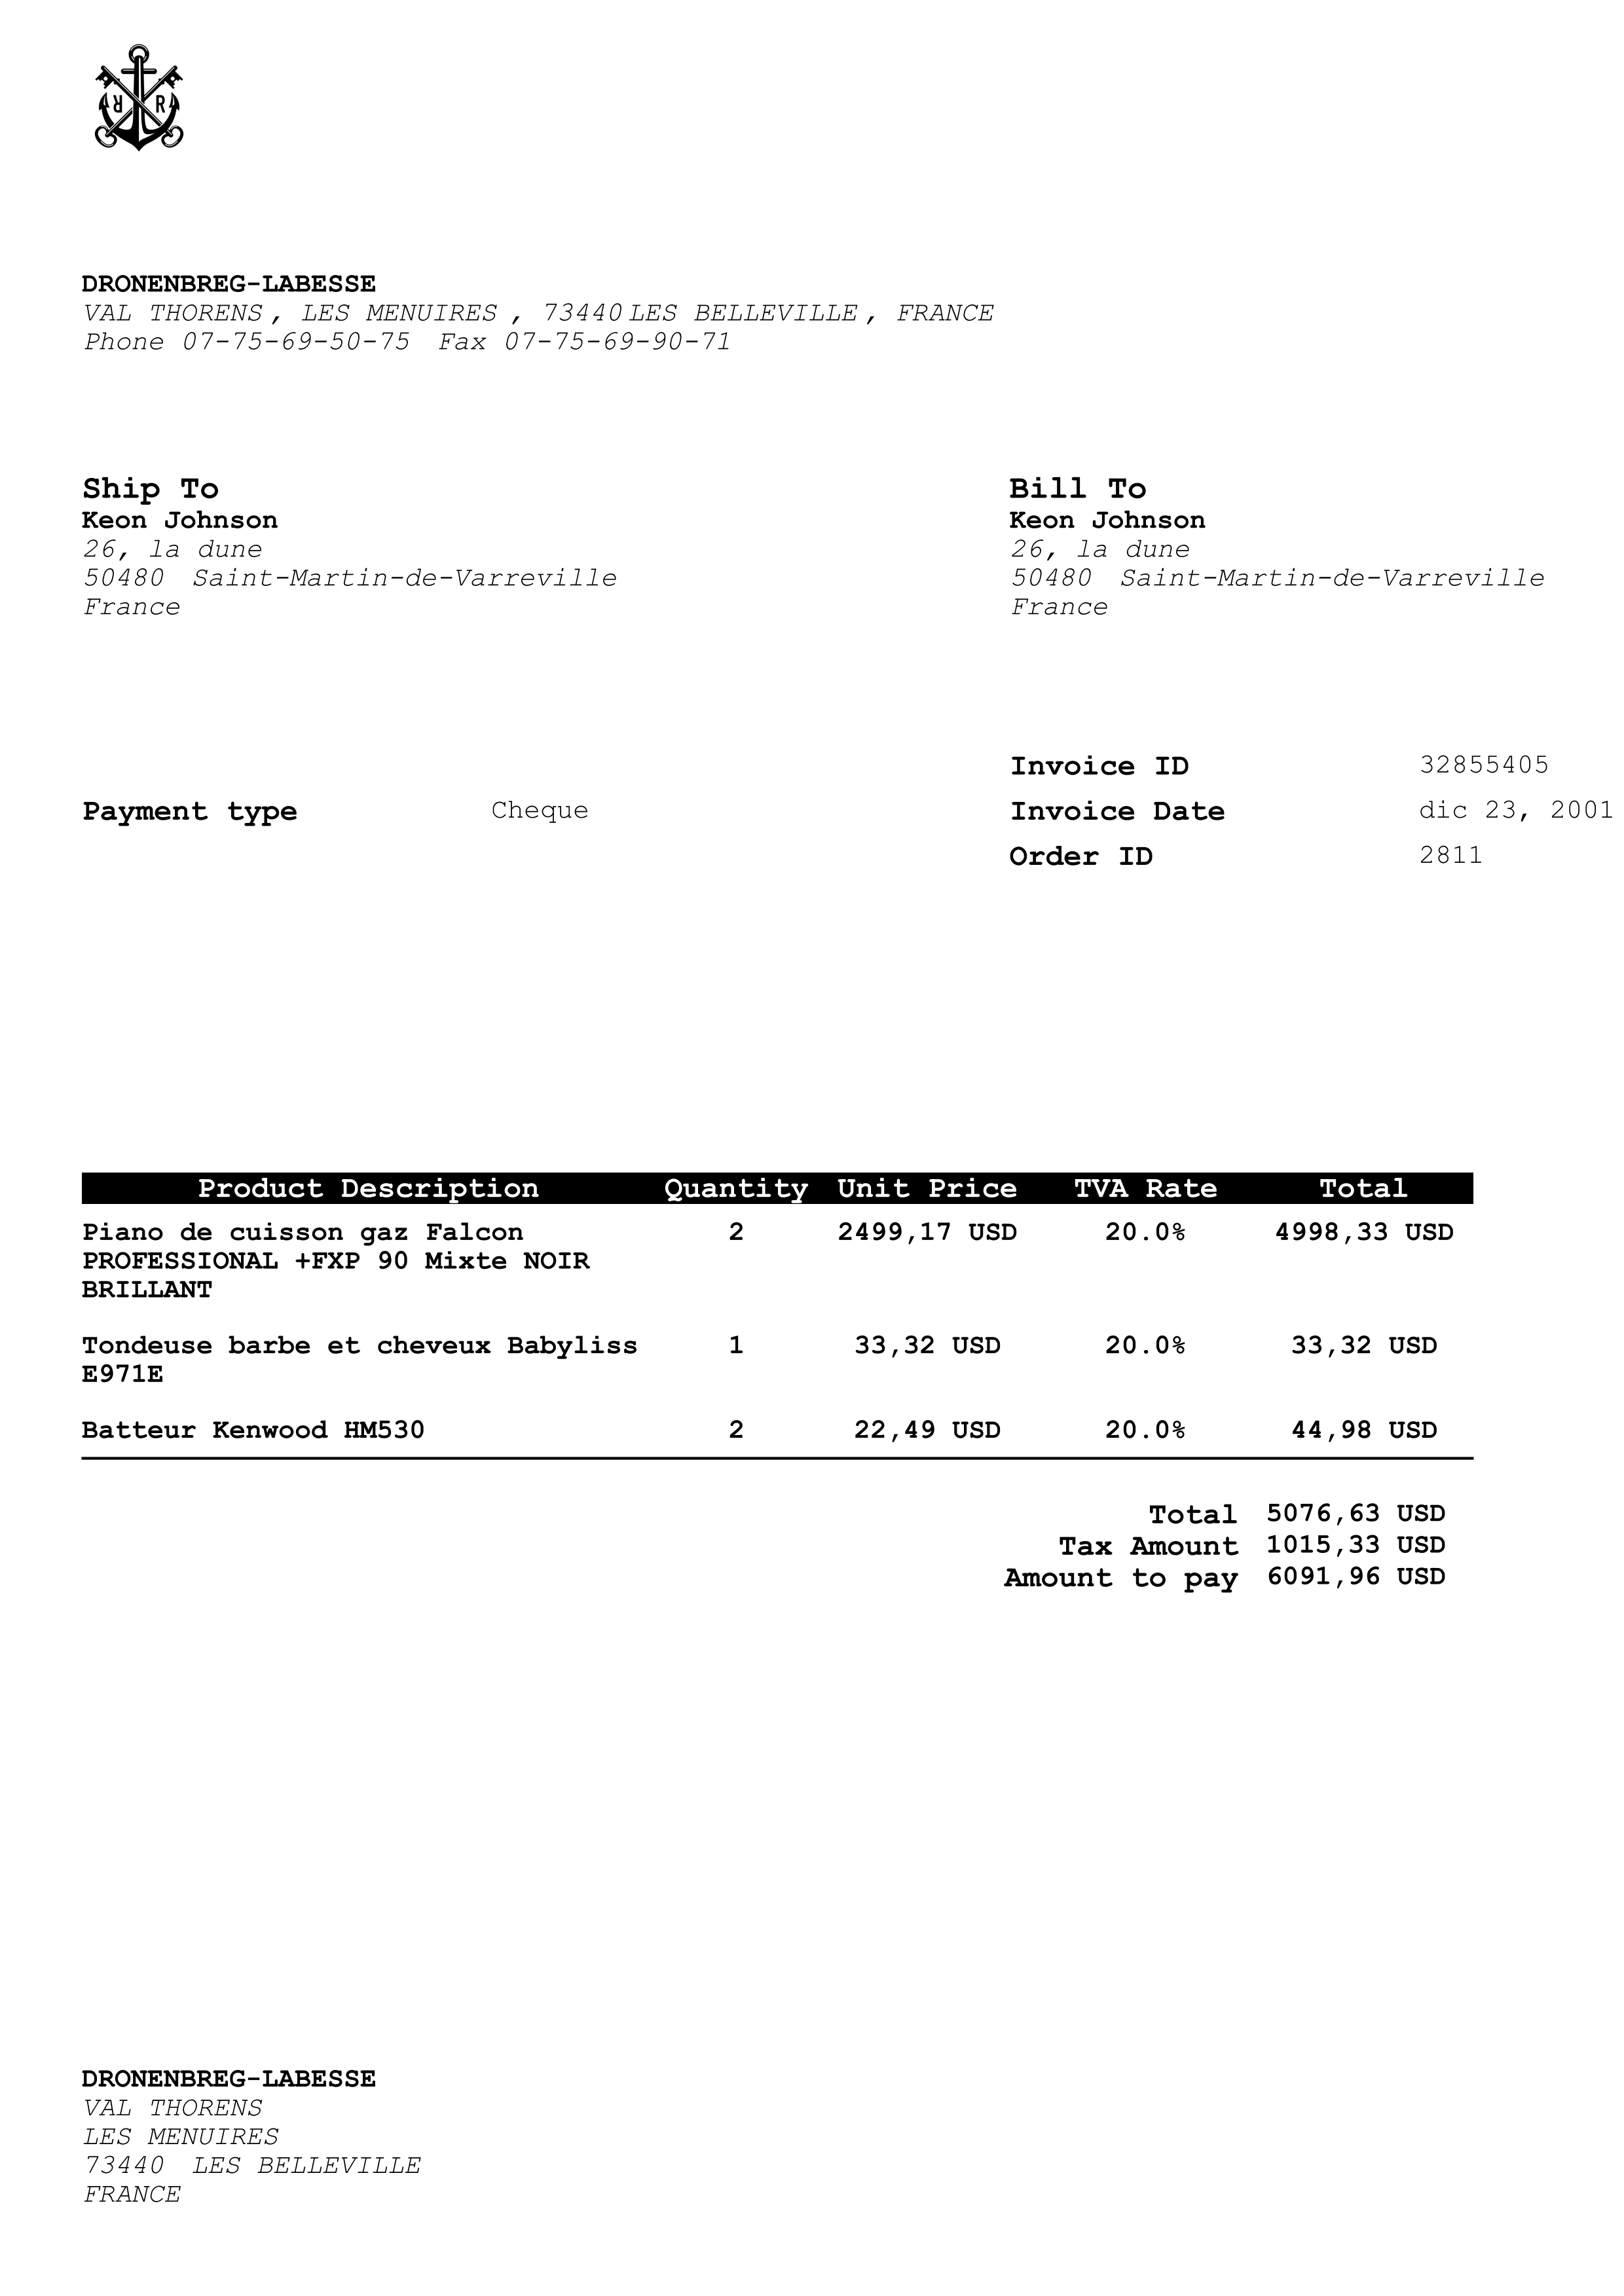 R R
DRONENBREG-LABESSE
VAL THORENS, LES MENUIRES, 73440 LES BELLEVILLE, FRANCE
Phone 07-75-69-50-75 Fax 07-75-69-90-71
Ship To
Keon Johnson
26, la dune
50480 Saint-Martin-de-Varreville
France
Bill To
Keon Johnson
26, la dune
50480 Saint-Martin-de-Varreville
France
Payment type Cheque
Invoice ID 32855405
Invoice Date dic 23, 2001
Order ID 2811
Product Description Quantity Unit Price TVA Rate Total
Piano de cuisson gaz Falcon 2 2499,17 USD 20.0% 4998,33 USD
PROFESSIONAL +FXP 90 Mixte NOIR
BRILLANT
Tondeuse barbe et cheveux Babyliss 1 33,32 USD 20.0% 33,32 USD
E971E
Batteur Kenwood HM530 2 22,49 USD 20.0% 44,98 USD
Total 5076,63 USD
Tax Amount 1015,33 USD
Amount to pay 6091,96 USD
DRONENBREG-LABESSE
VAL THORENS
LES MENUIRES
73440 LES BELLEVILLE
FRANCE